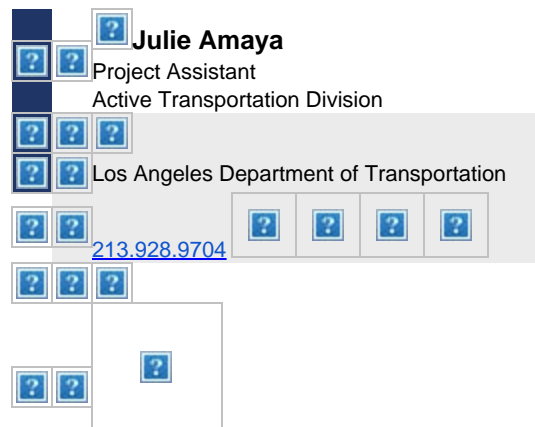 Julie Amaya
Project Assistant
Active Transportation Division
Los Angeles Department of Transportation
213.928.9704